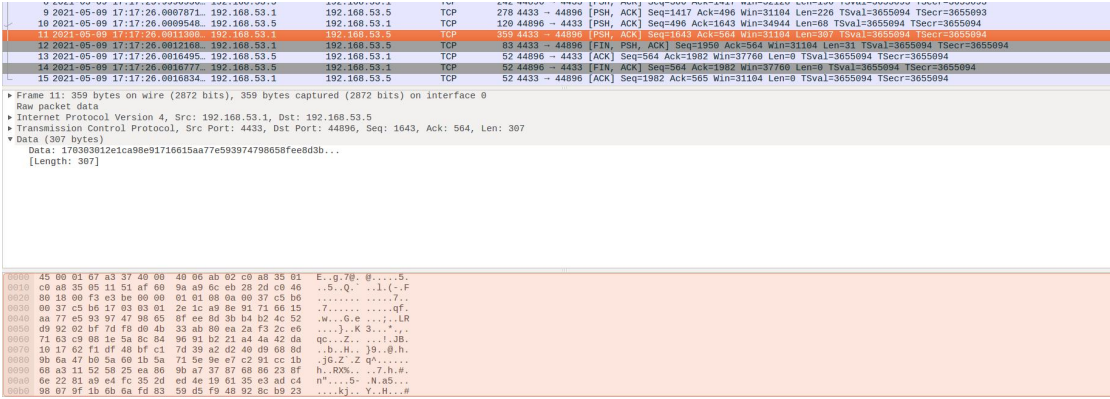 9 2021-05-09 17:17:26.0007871… 192.168.53.1 192.168.53.5 TCP 278 4433 → 44896 [PSH, ACK] Seq=1417 Ack=496 Win=31104 Len=226 TSval=3655094 TSecr=3655093
10 2021-05-09 17:17:26.0009548… 192.168.53.5 192.168.53.1 TCP 120 44896 → 4433 [PSH, ACK] Seq=496 Ack=1643 Win=34944 Len=68 TSval=3655094 TSecr=3655094
11 2021-05-09 17:17:26.0011300… 192.168.53.1 192.168.53.5 TCP 359 4433 → 44896 [PSH, ACK] Seq=1643 Ack=564 Win=31104 Len=307 TSval=3655094 TSecr=3655094
12 2021-05-09 17:17:26.0012168… 192.168.53.1 192.168.53.5 TCP 83 4433 → 44896 [FIN, PSH, ACK] Seq=1950 Ack=564 Win=31104 Len=31 TSval=3655094 TSecr=3655094
13 2021-05-09 17:17:26.0016495… 192.168.53.5 192.168.53.1 TCP 52 44896 → 4433 [ACK] Seq=564 Ack=1982 Win=37760 Len=0 TSval=3655094 TSecr=3655094
14 2021-05-09 17:17:26.0016777… 192.168.53.5 192.168.53.1 TCP 52 44896 → 4433 [FIN, ACK] Seq=564 Ack=1982 Win=37760 Len=0 TSval=3655094 TSecr=3655094
15 2021-05-09 17:17:26.0016834… 192.168.53.1 192.168.53.5 TCP 52 4433 → 44896 [ACK] Seq=1982 Ack=565 Win=31104 Len=0 TSval=3655094 TSecr=3655094
Frame 11: 359 bytes on wire (2872 bits), 359 bytes captured (2872 bits) on interface 0
Raw packet data
Internet Protocol Version 4, Src: 192.168.53.1, Dst: 192.168.53.5
Transmission Control Protocol, Src Port: 4433, Dst Port: 44896, Seq: 1643, Ack: 564, Len: 307
Data (307 bytes)
Data: 170303012e1ca98e91716615aa77e593974798658fee8d3b...
[Length: 307]
0000 45 00 01 67 a3 37 40 00 40 06 ab 02 c0 a8 35 01 E..g.7@. @.....5.
0010 c0 a8 35 05 11 51 af 60 9a a9 6c eb 28 2d c0 46 ..5..Q.` ..l.(-.F
0020 80 18 00 f3 e3 be 00 00 01 01 08 0a 00 37 c5 b6 ........ .....7..
0030 00 37 c5 b6 17 03 03 01 2e 1c a9 8e 91 71 66 15 .7...... .....qf.
0040 aa 77 e5 93 97 47 98 65 8f ee 8d 3b b4 b2 4c 52 .w...G.e ...;..LR
0050 d9 92 02 bf 7d f8 d0 4b 33 ab 80 ea 2a f3 2c e6 ....}..K 3...*.,.
0060 71 63 c9 08 1e 5a 8c 84 96 91 b2 21 a4 4a 42 da qc...Z.. ...!.JB.
0070 10 17 62 f1 df 48 bf c1 7d 39 a2 d2 40 d9 68 8d ..b..H.. }9..@.h.
0080 9b 6a 47 b0 5a 60 1b 5a 71 5e 9e e7 c2 91 cc 1b .jG.Z`.Z q^......
0090 68 a3 11 52 58 25 ea 86 9b a7 37 87 68 86 23 8f h..RX%.. ..7.h.#.
00a0 6e 22 81 a9 e4 fc 35 2d ed 4e 19 61 35 e3 ad c4 n"....5- .N.a5...
00b0 98 07 9f 1b 6b 6a fd 83 59 d5 f9 48 92 8c b9 23 ....kj.. Y..H...#